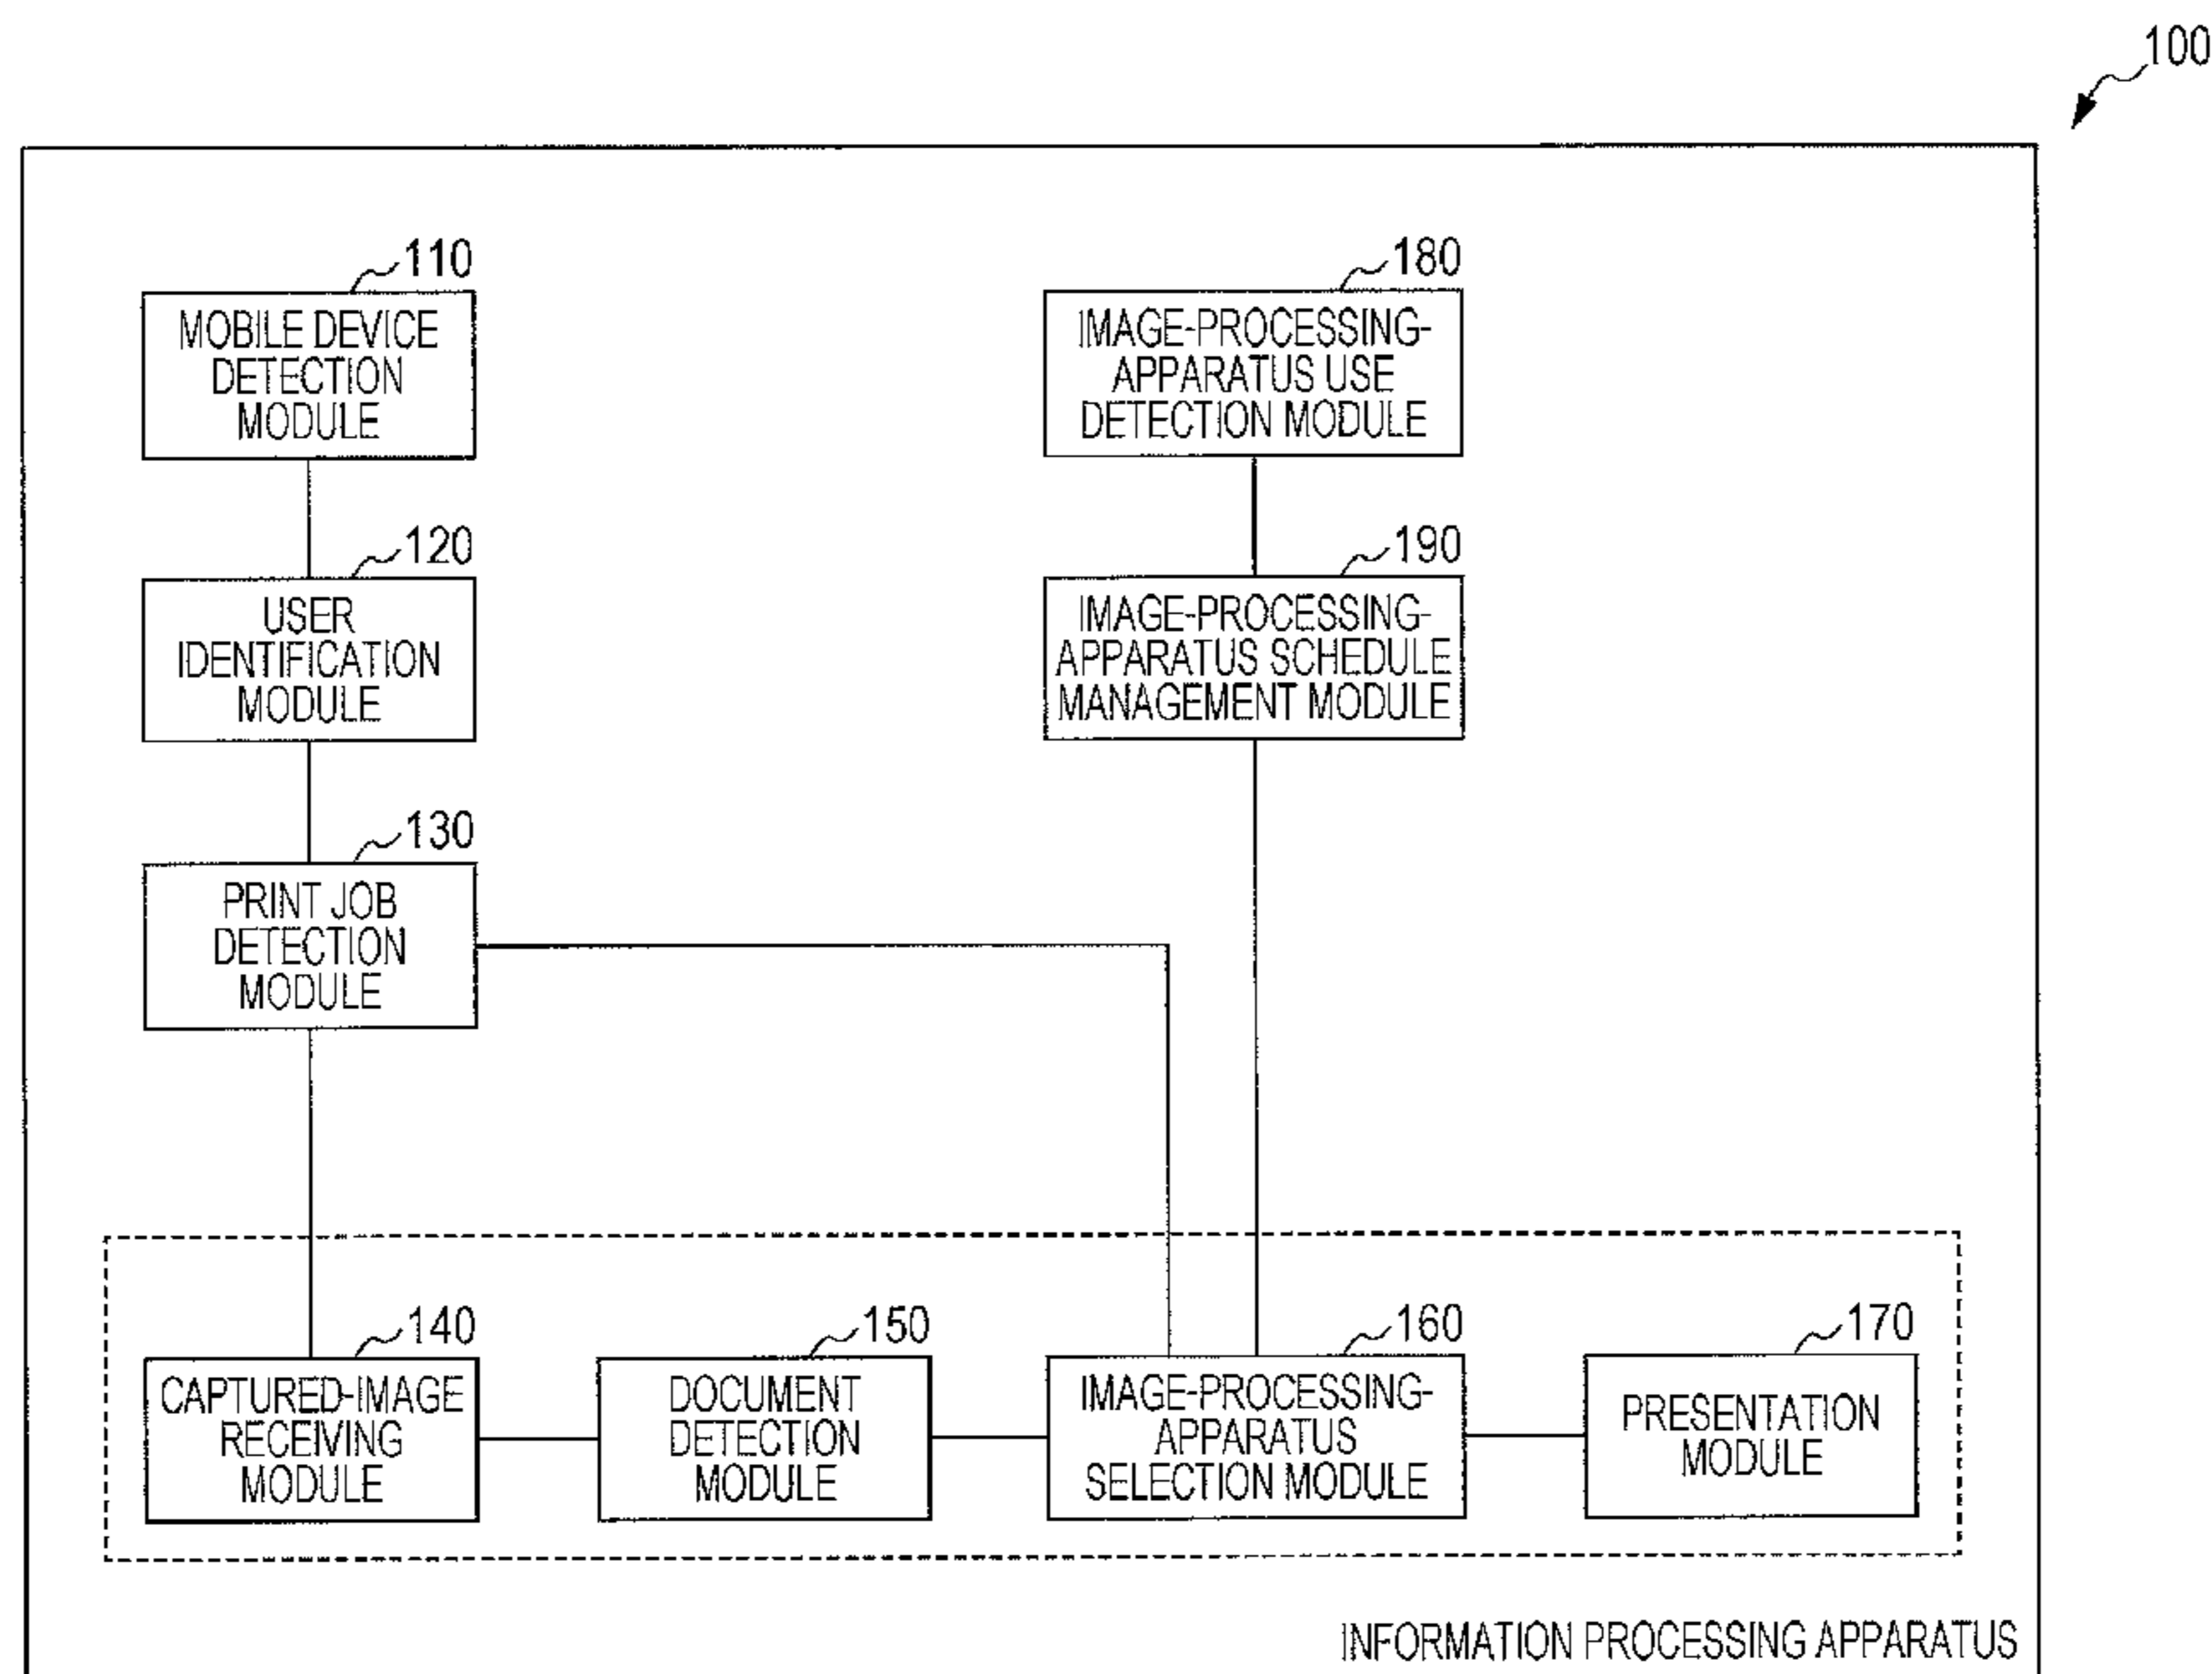 100
110
MOBILE DEVICE
DETECTION
MODULE
180
IMAGE-PROCESSING-
APPARATUS USE
DETECTION MODULE
120
USER
IDENTIFICATION
MODULE
190
IMAGE-PROCESSING-
APPARATUS SCHEDULE
MANAGEMENT MODULE
130
PRINT JOB
DETECTION
MODULE
140
CAPTURED-IMAGE
RECEIVING
MODULE
150
DOCUMENT
DETECTION
MODULE
160
IMAGE-PROCESSING-
APPARATUS
SELECTION MODULE
170
PRESENTATION
MODULE
INFORMATION PROCESSING APPARATUS